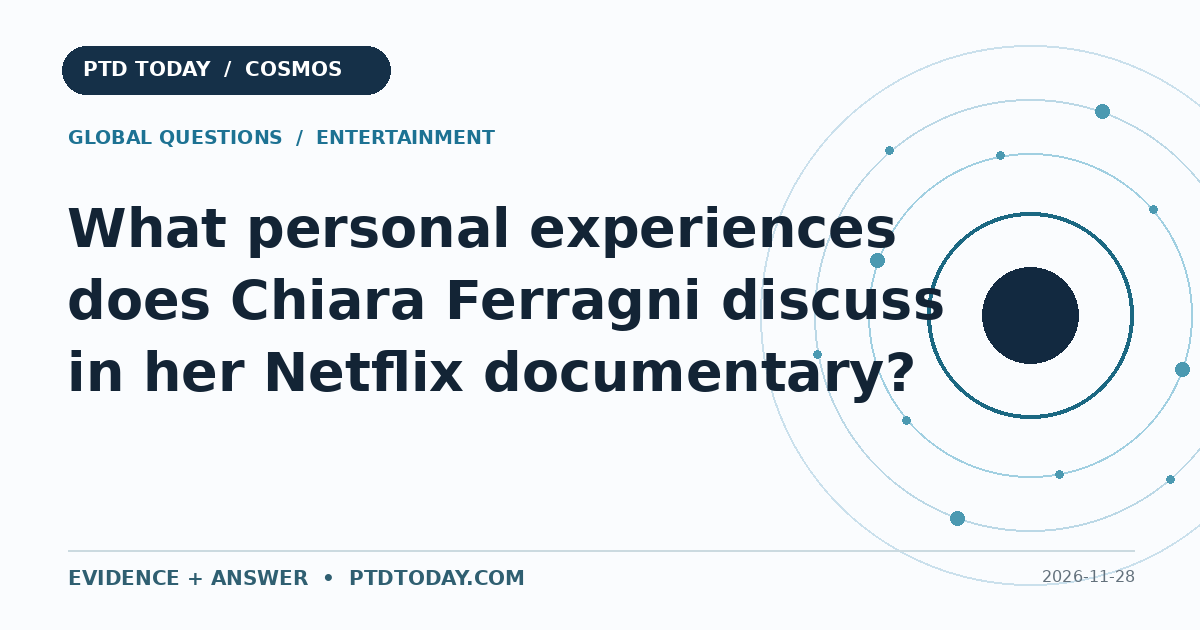 PTD TODAY / COSMOS
GLOBAL QUESTIONS / ENTERTAINMENT
What personal experiences
does Chiara Ferragni discuss
in her Netflix documentary?
EVIDENCE + ANSWER • PTDTODAY.COM
2026-11-28